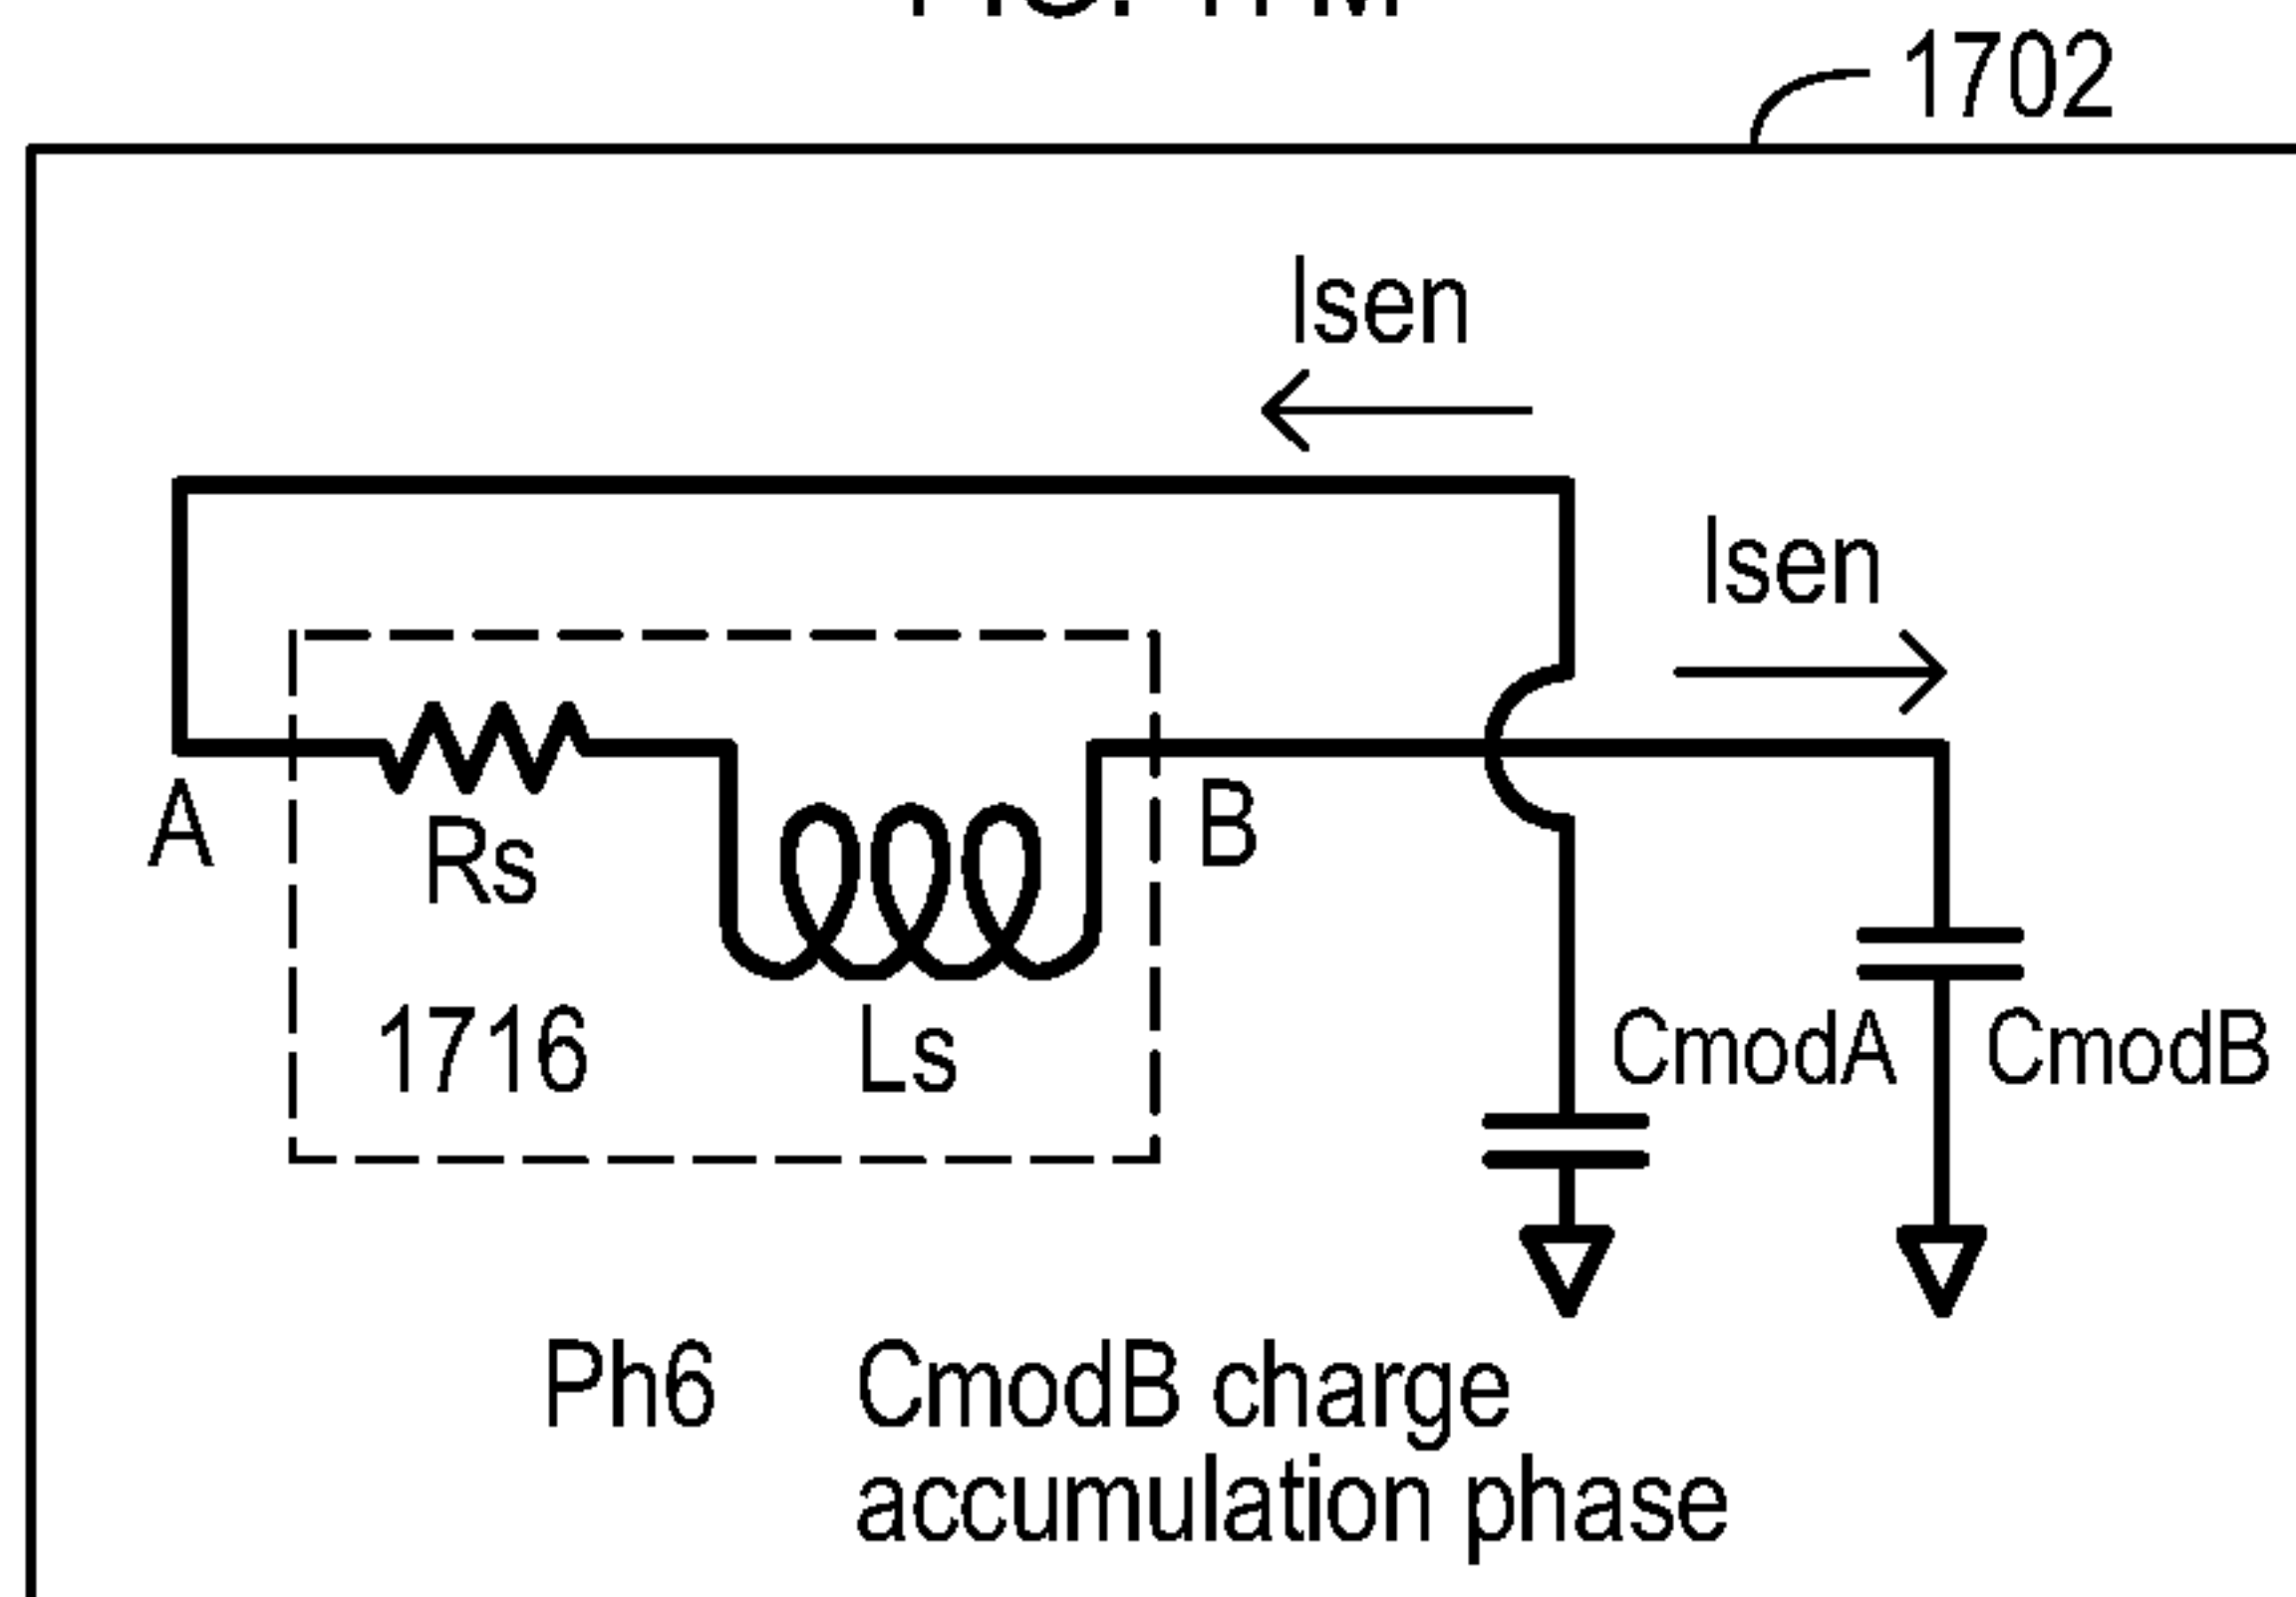 1702
Isen
Isen
A
Rs
B
1716
Ls
CmodA
CmodB
Ph6
CmodB charge
accumulation phase